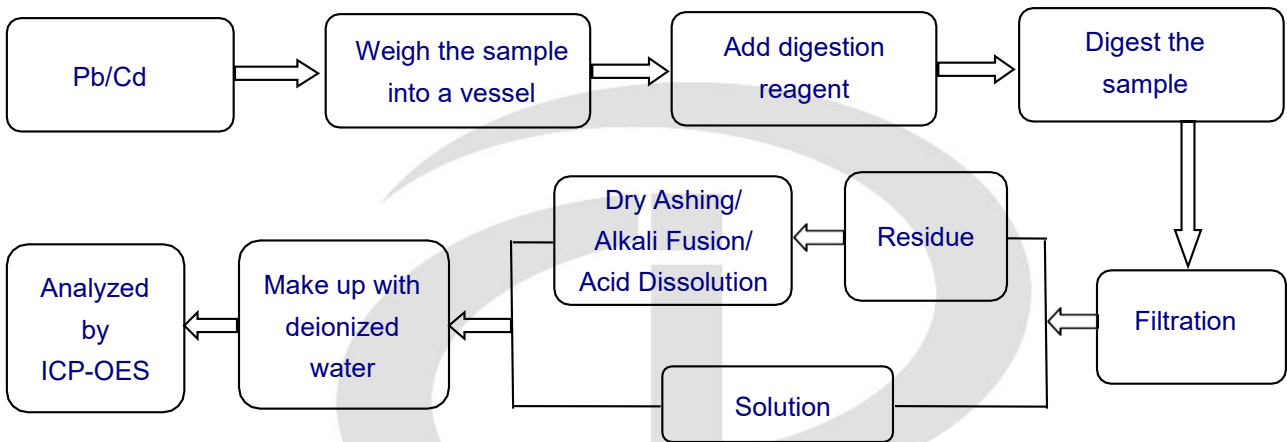 Pb/Cd
Weigh the sample
into a vessel
Add digestion
reagent
Digest the
sample
Filtration
Residue
Dry Ashing/
Alkali Fusion/
Acid Dissolution
Solution
Make up with
deionized
water
Analyzed
by
ICP-OES